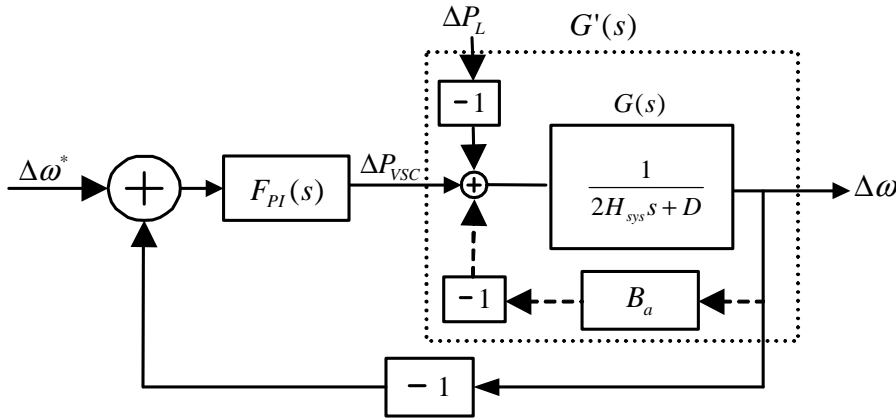 ΔP_L
G'(s)
− 1
G(s)
Δω*
+
F_PI(s)
ΔP_VSC
+
1
2H_sys s + D
Δω
− 1
B_a
− 1